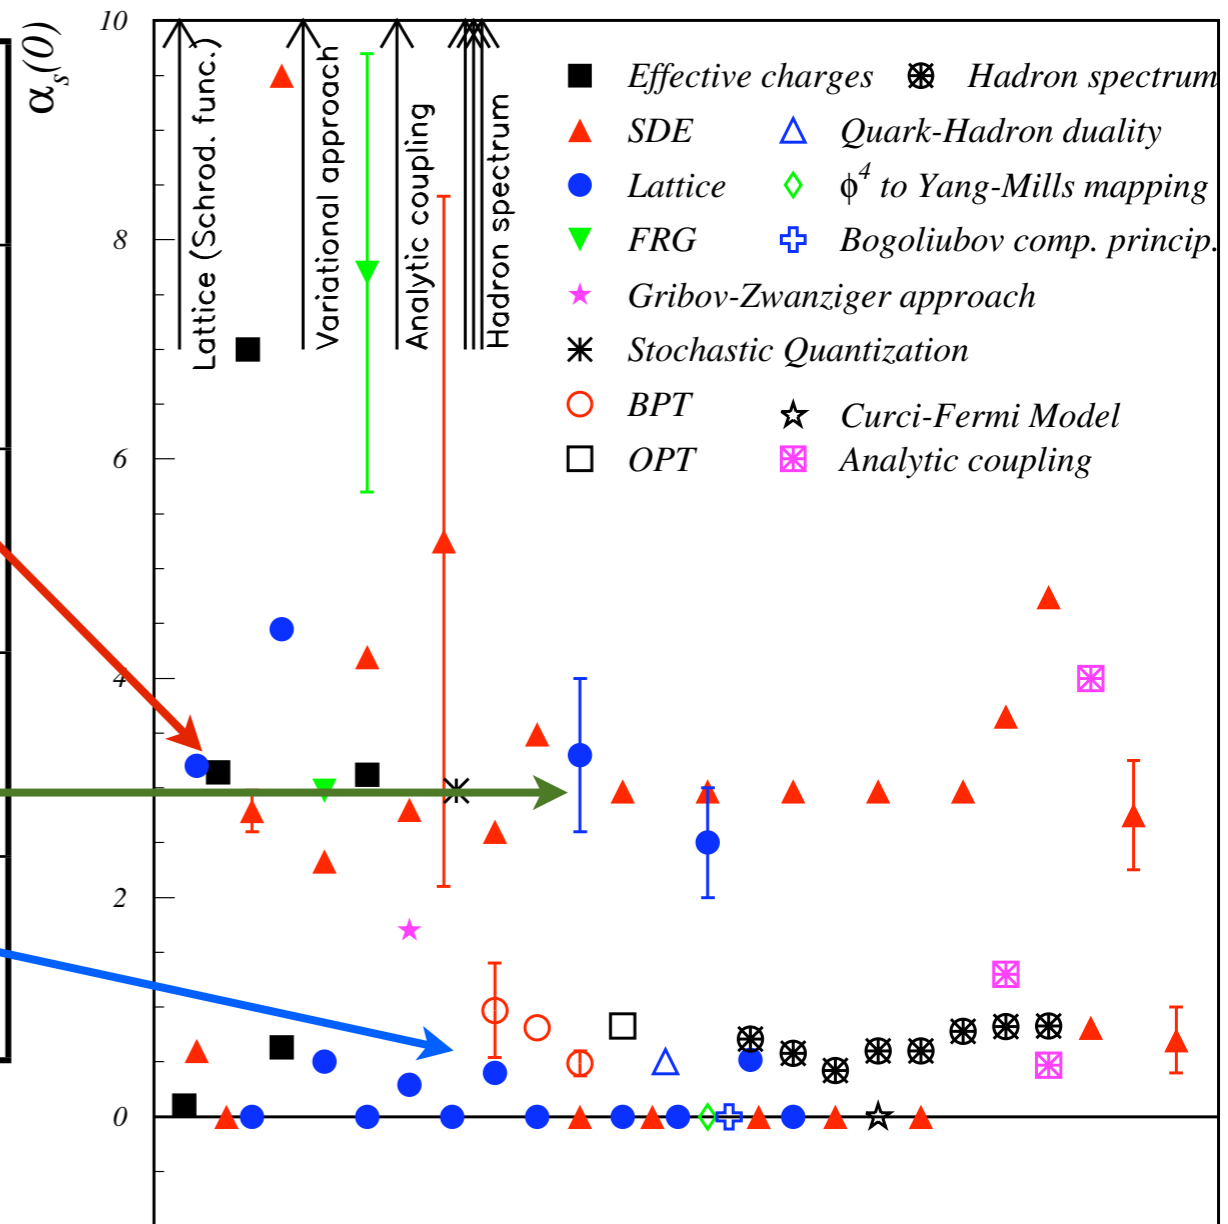 α_s(0)
10
8
6
4
2
0
Lattice (Schrod. func.)
Variational approach
Analytic coupling
Hadron spectrum
Effective charges
Hadron spectrum
SDE
Quark-Hadron duality
Lattice
ϕ⁴ to Yang-Mills mapping
FRG
Bogoliubov comp. princip.
Gribov-Zwanziger approach
Stochastic Quantization
BPT
Curci-Fermi Model
OPT
Analytic coupling